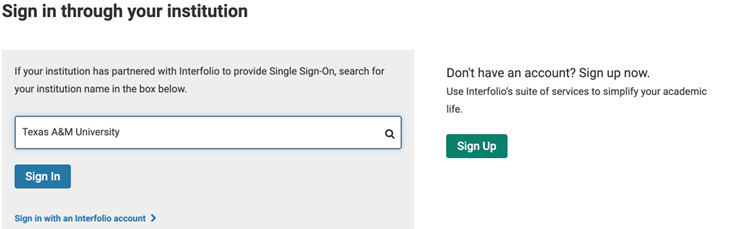 Sign in through your institution
If your institution has partnered with Interfolio to provide Single Sign-On, search for
your institution name in the box below.
Texas A&M University
Sign In
Sign in with an Interfolio account
Don't have an account? Sign up now.
Use Interfolio's suite of services to simplify your academic
life.
Sign Up